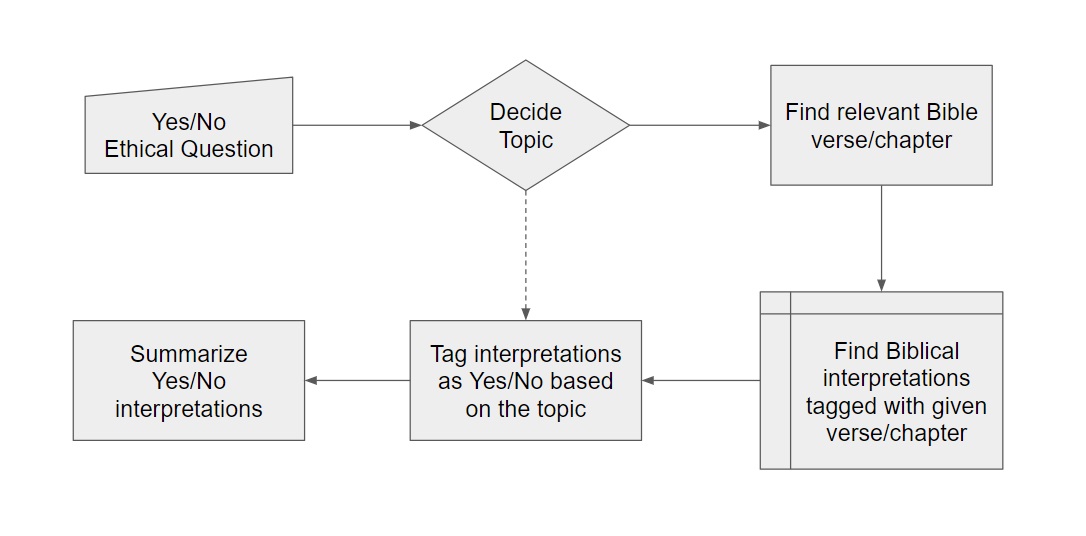 Yes/No
Ethical Question
Decide
Topic
Find relevant Bible
verse/chapter
Find Biblical
interpretations
tagged with given
verse/chapter
Tag interpretations
as Yes/No based
on the topic
Summarize
Yes/No
interpretations